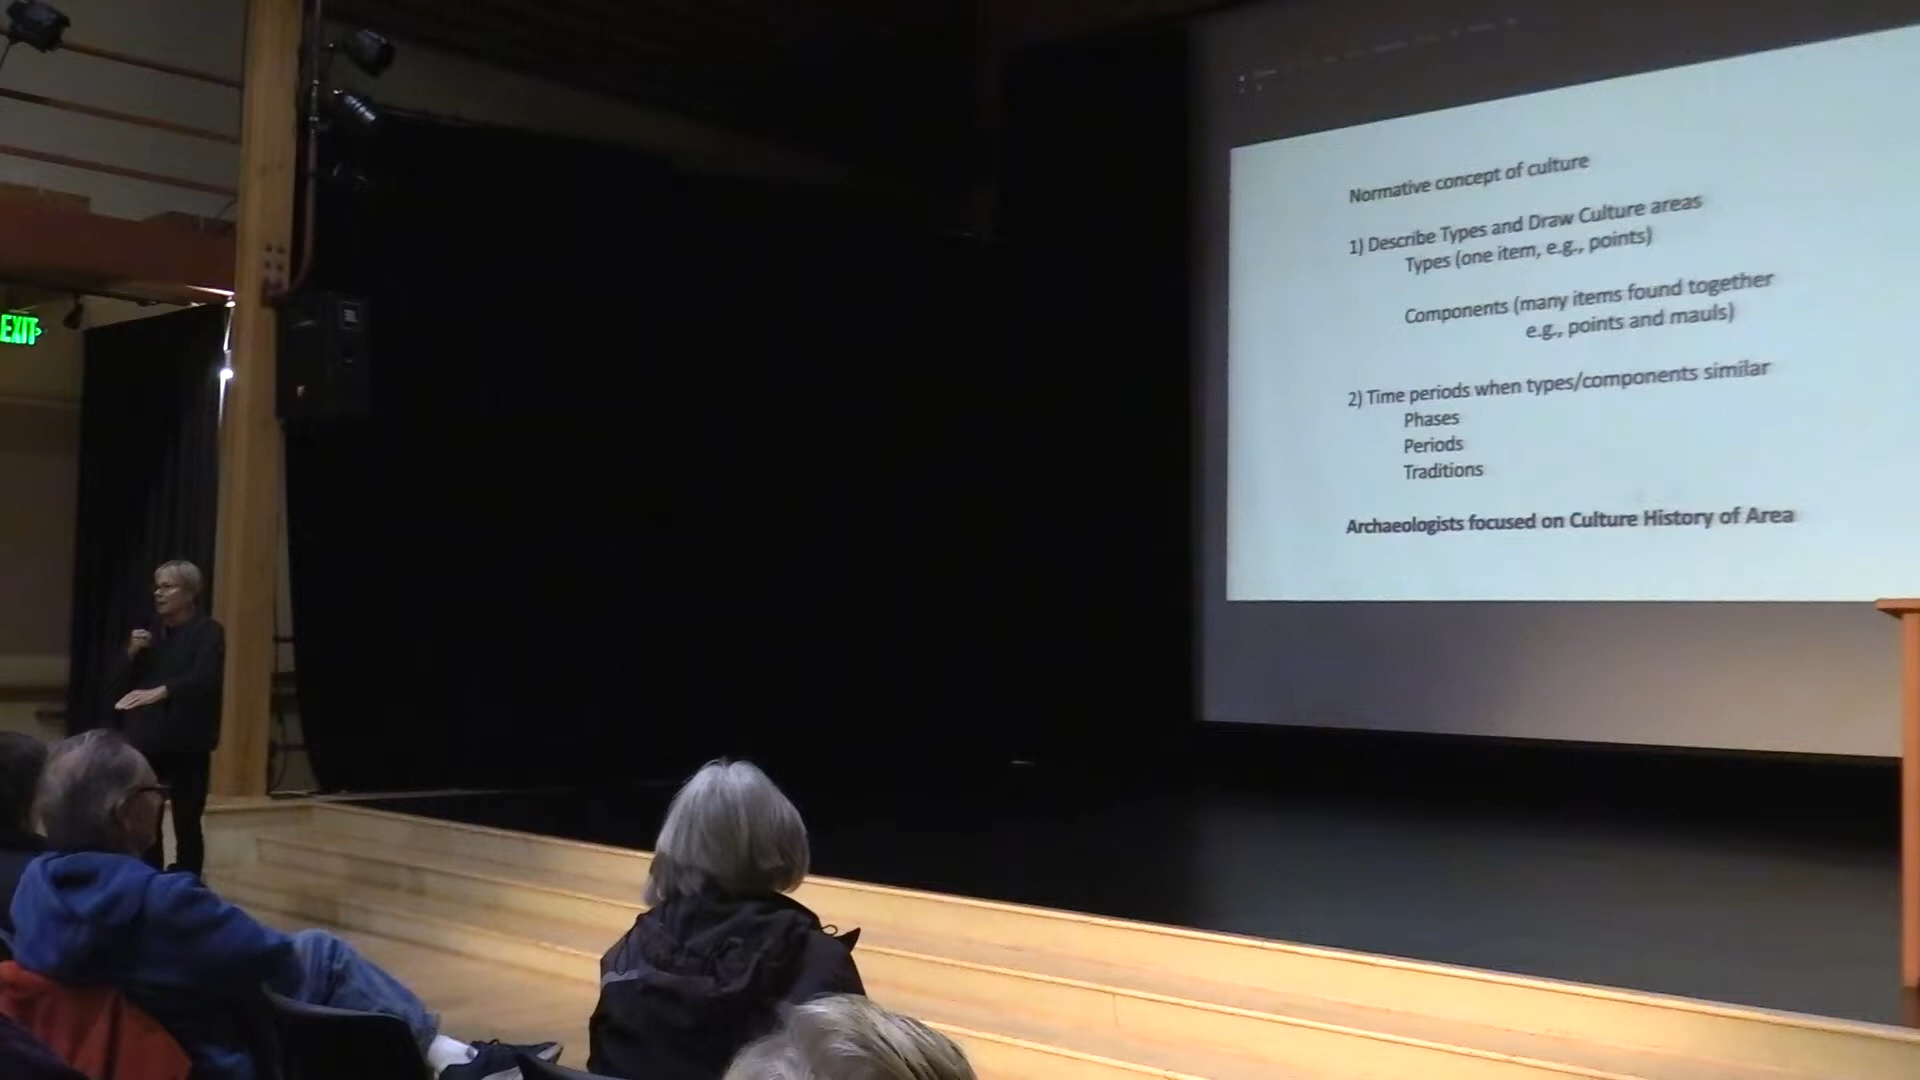 Normative concept of culture
1) Describe Types and Draw Culture areas
Types (one item, e.g., points)
Components (many items found together
e.g., points and mauls)
2) Time periods when types/components similar
Phases
Periods
Traditions
Archaeologists focused on Culture History of Area
EXIT
JBL